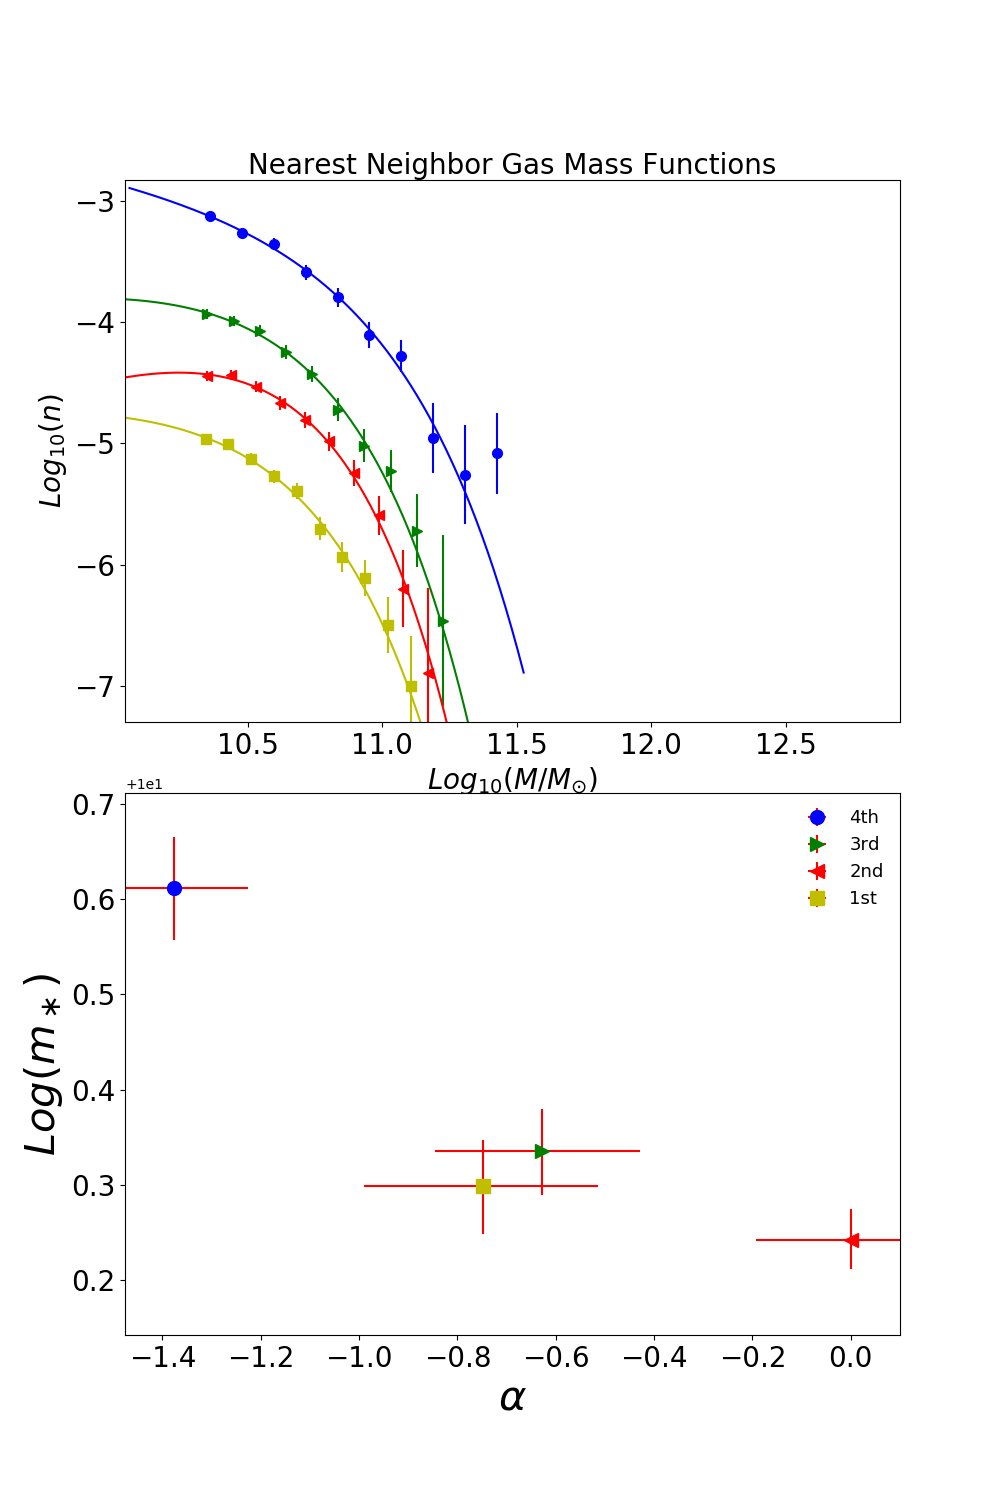 Nearest Neighbor Gas Mass Functions
−3
−4
−5
−6
−7
Log₁₀(n)
10.5 11.0 11.5 12.0 12.5
Log₁₀(M/M☉)
+1e1
0.7
0.6
0.5
0.4
0.3
0.2
Log(m∗)
4th
3rd
2nd
1st
−1.4 −1.2 −1.0 −0.8 −0.6 −0.4 −0.2 0.0
α